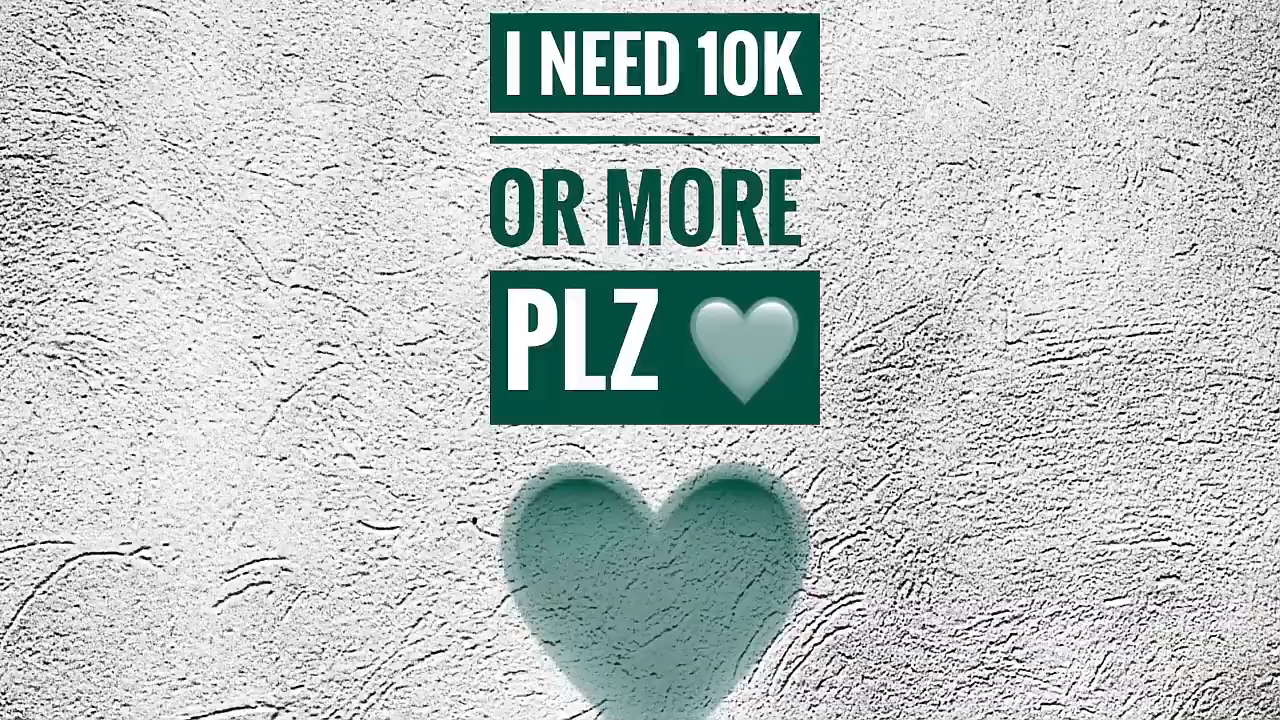 I NEED 10K
OR MORE
PLZ 🩶